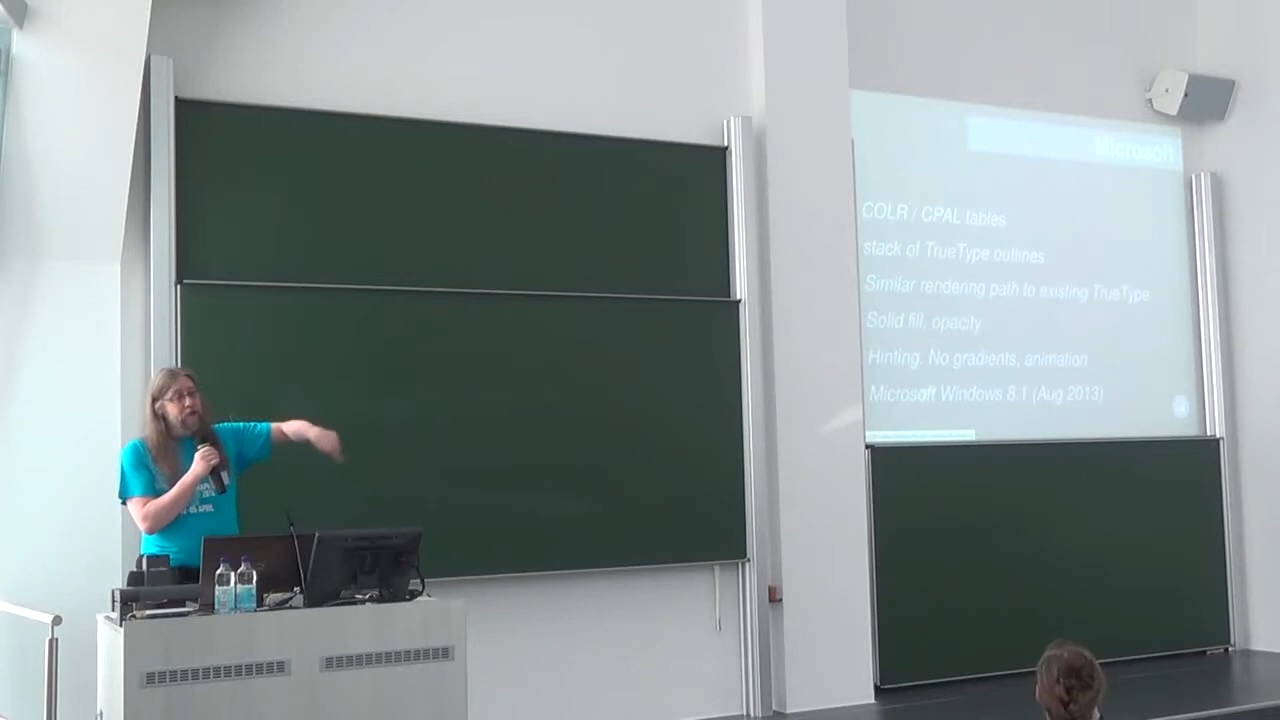 Microsoft
COLR / CPAL tables
stack of TrueType outlines
Similar rendering path to existing TrueType
Solid fill, opacity
Hinting. No gradients, animation
Microsoft Windows 8.1 (Aug 2013)
APRIL